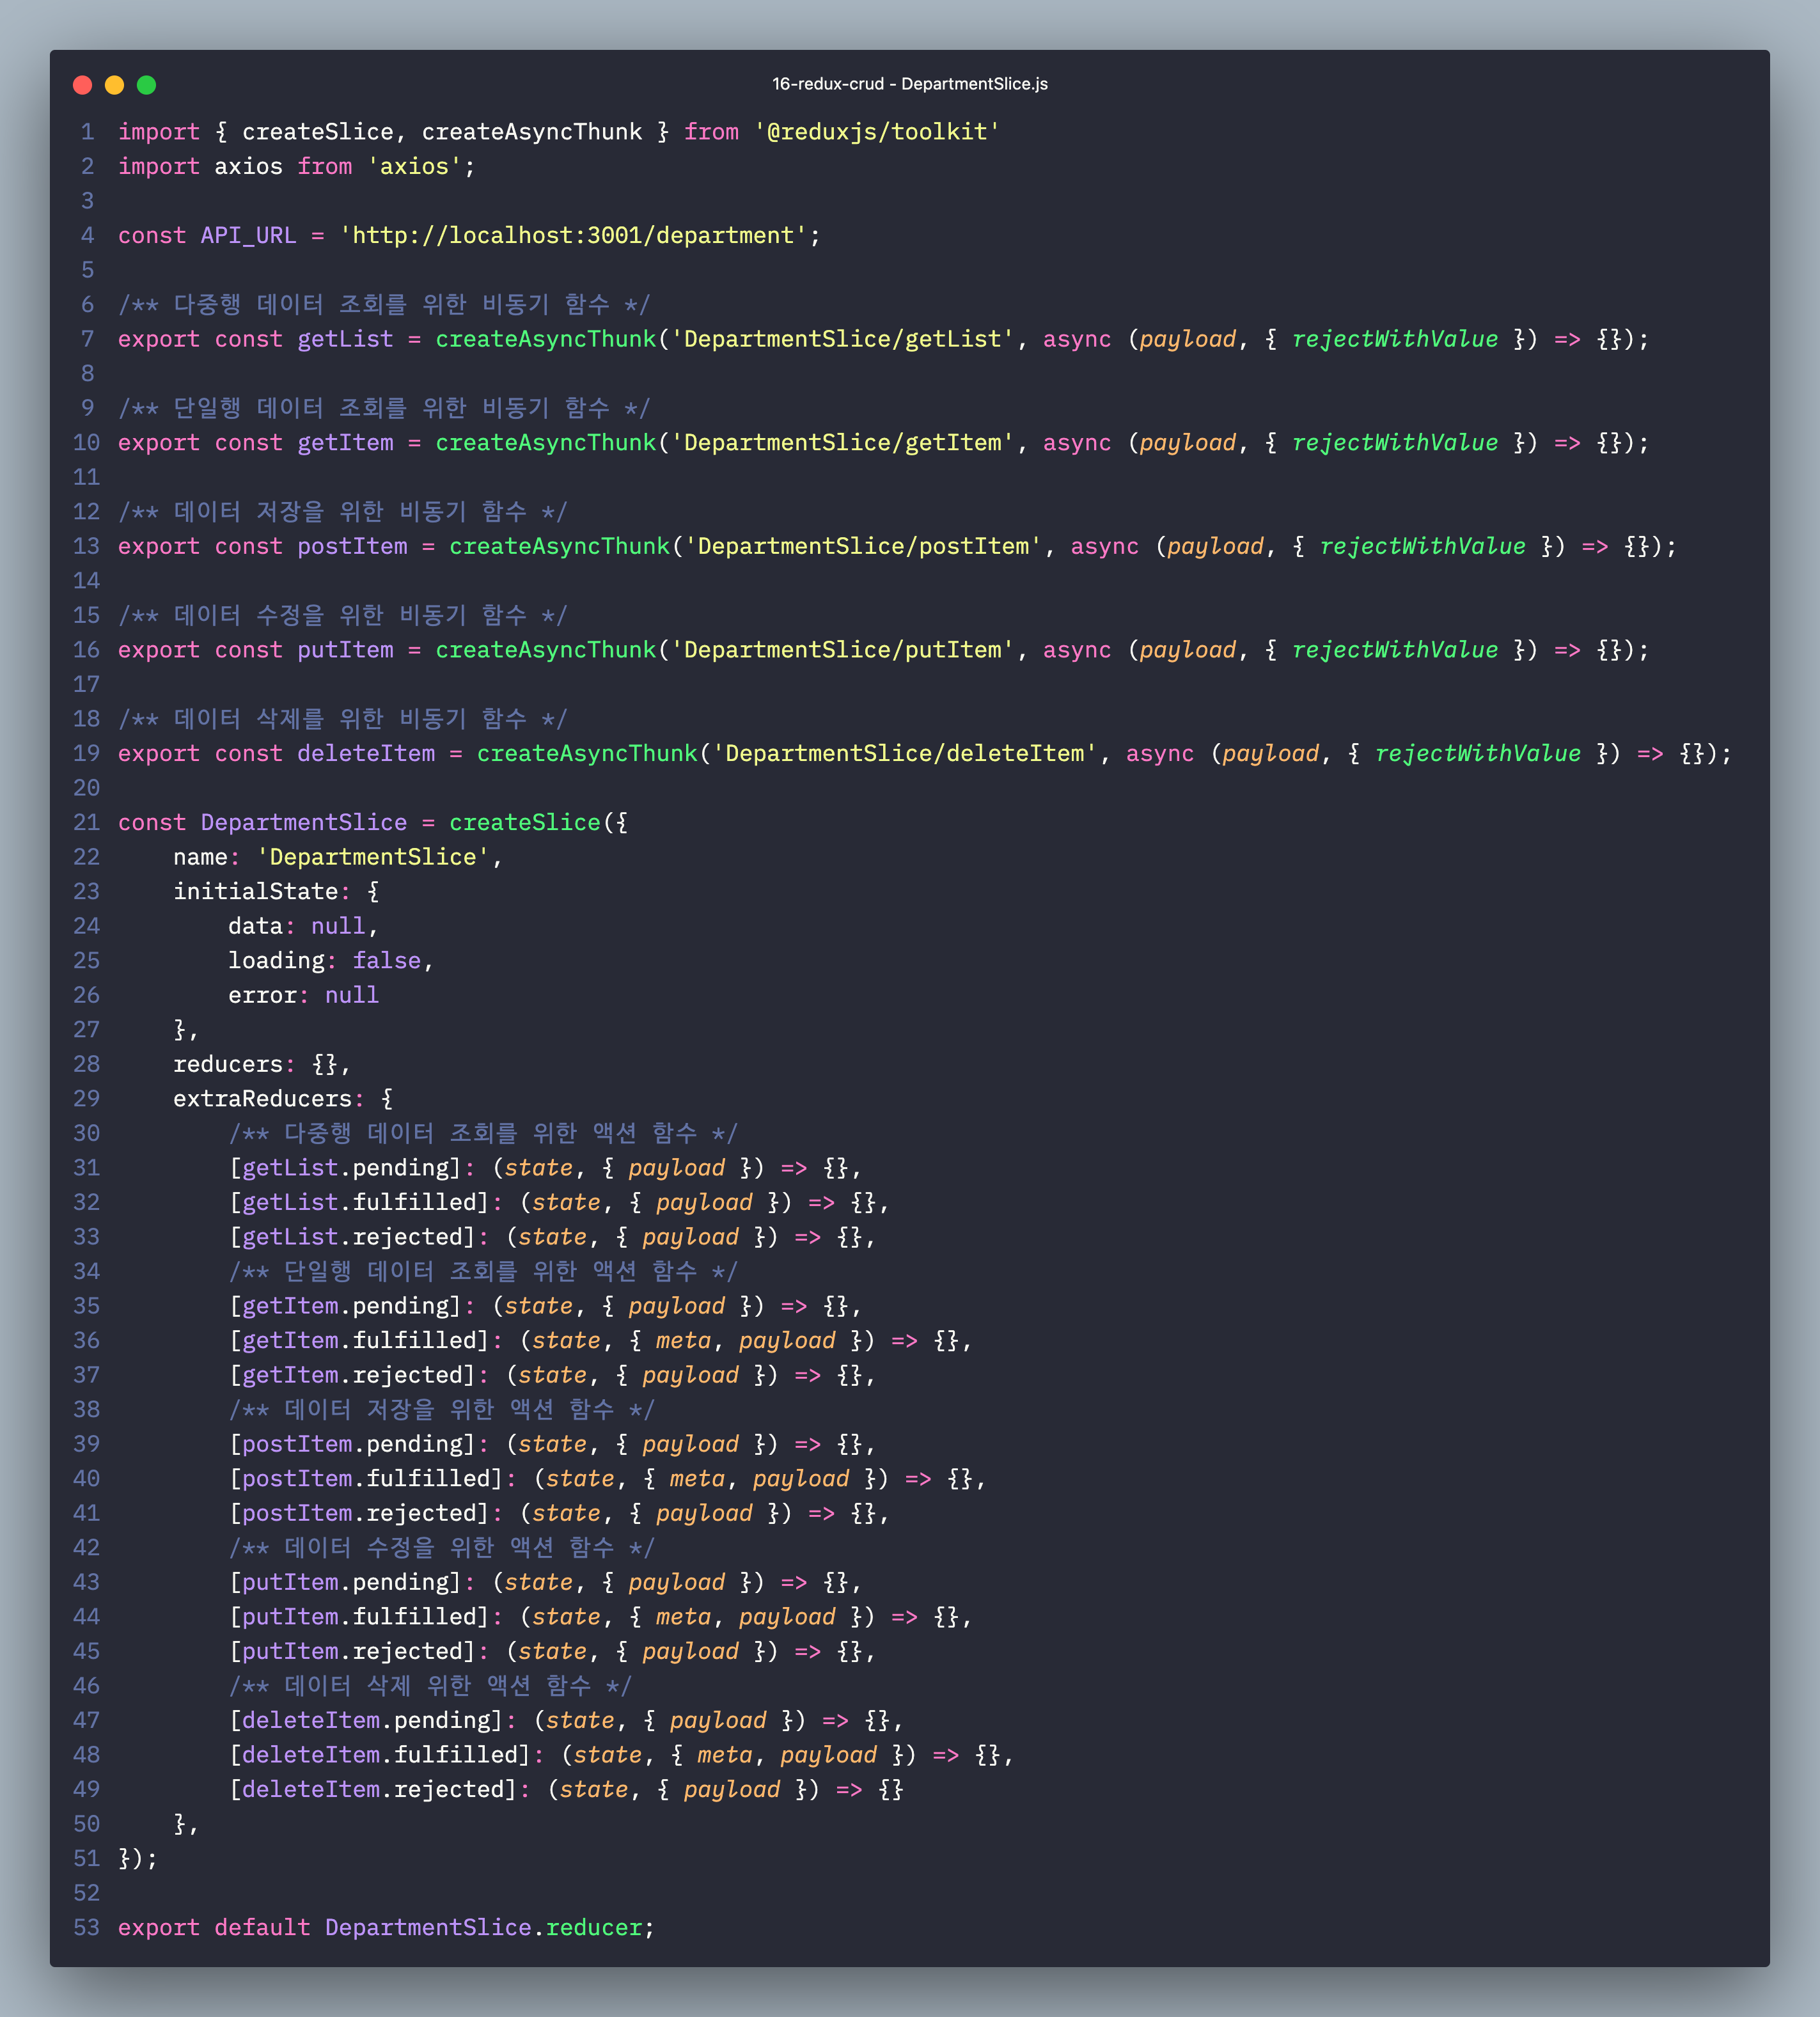 16-redux-crud - DepartmentSlice.js
1 import { createSlice, createAsyncThunk } from '@reduxjs/toolkit'
2 import axios from 'axios';
3
4 const API_URL = 'http://localhost:3001/department';
5
6 /** 다중행 데이터 조회를 위한 비동기 함수 */
7 export const getList = createAsyncThunk('DepartmentSlice/getList', async (payload, { rejectWithValue }) => {});
8
9 /** 단일행 데이터 조회를 위한 비동기 함수 */
10 export const getItem = createAsyncThunk('DepartmentSlice/getItem', async (payload, { rejectWithValue }) => {});
11
12 /** 데이터 저장을 위한 비동기 함수 */
13 export const postItem = createAsyncThunk('DepartmentSlice/postItem', async (payload, { rejectWithValue }) => {});
14
15 /** 데이터 수정을 위한 비동기 함수 */
16 export const putItem = createAsyncThunk('DepartmentSlice/putItem', async (payload, { rejectWithValue }) => {});
17
18 /** 데이터 삭제를 위한 비동기 함수 */
19 export const deleteItem = createAsyncThunk('DepartmentSlice/deleteItem', async (payload, { rejectWithValue }) => {});
20
21 const DepartmentSlice = createSlice({
22     name: 'DepartmentSlice',
23     initialState: {
24         data: null,
25         loading: false,
26         error: null
27     },
28     reducers: {},
29     extraReducers: {
30         /** 다중행 데이터 조회를 위한 액션 함수 */
31         [getList.pending]: (state, { payload }) => {},
32         [getList.fulfilled]: (state, { payload }) => {},
33         [getList.rejected]: (state, { payload }) => {},
34         /** 단일행 데이터 조회를 위한 액션 함수 */
35         [getItem.pending]: (state, { payload }) => {},
36         [getItem.fulfilled]: (state, { meta, payload }) => {},
37         [getItem.rejected]: (state, { payload }) => {},
38         /** 데이터 저장을 위한 액션 함수 */
39         [postItem.pending]: (state, { payload }) => {},
40         [postItem.fulfilled]: (state, { meta, payload }) => {},
41         [postItem.rejected]: (state, { payload }) => {},
42         /** 데이터 수정을 위한 액션 함수 */
43         [putItem.pending]: (state, { payload }) => {},
44         [putItem.fulfilled]: (state, { meta, payload }) => {},
45         [putItem.rejected]: (state, { payload }) => {},
46         /** 데이터 삭제 위한 액션 함수 */
47         [deleteItem.pending]: (state, { payload }) => {},
48         [deleteItem.fulfilled]: (state, { meta, payload }) => {},
49         [deleteItem.rejected]: (state, { payload }) => {}
50     },
51 });
52
53 export default DepartmentSlice.reducer;